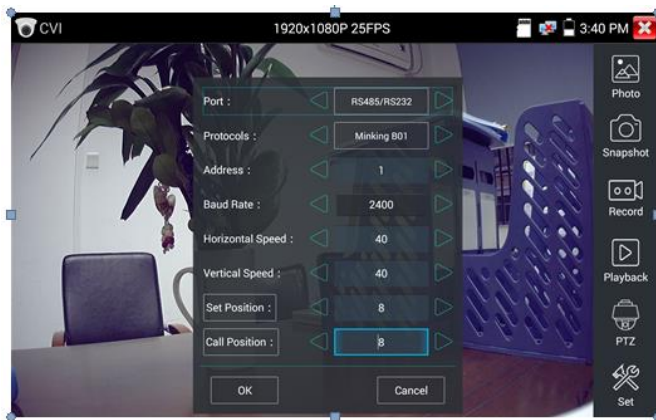 CVI 1920x1080P 25FPS 3:40 PM
Port : RS485/RS232
Protocols : Minking B01
Address : 1
Baud Rate : 2400
Horizontal Speed : 40
Vertical Speed : 40
Set Position : 8
Call Position : 8
OK Cancel
Photo
Snapshot
Record
Playback
PTZ
Set